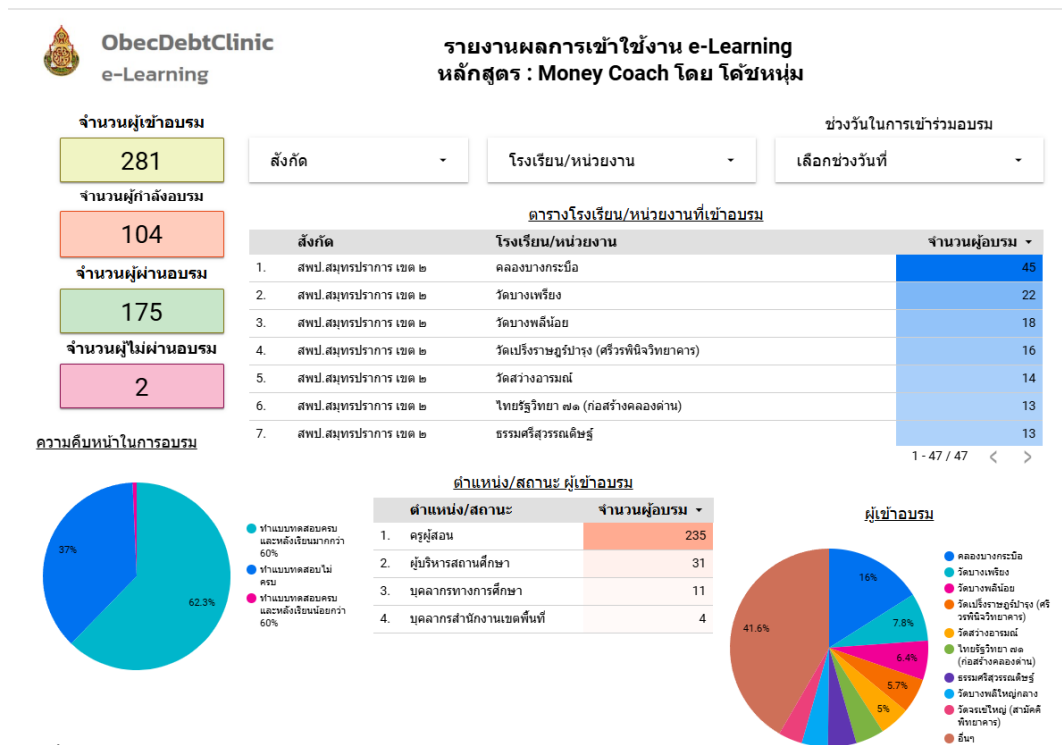 ObecDebtClinic
e-Learning
รายงานผลการเข้าใช้งาน e-Learning
หลักสูตร : Money Coach โดย โค้ชหนุ่ม
จำนวนผู้เข้าอบรม
281
จำนวนผู้กำลังอบรม
104
จำนวนผู้ผ่านอบรม
175
จำนวนผู้ไม่ผ่านอบรม
2
ช่วงวันในการเข้าร่วมอบรม
สังกัด
โรงเรียน/หน่วยงาน
เลือกช่วงวันที่
ตารางโรงเรียน/หน่วยงานที่เข้าอบรม
สังกัด โรงเรียน/หน่วยงาน จำนวนผู้อบรม
1. สพป.สมุทรปราการ เขต ๒ คลองบางกระบือ 45
2. สพป.สมุทรปราการ เขต ๒ วัดบางเพรียง 22
3. สพป.สมุทรปราการ เขต ๒ วัดบางพลีน้อย 18
4. สพป.สมุทรปราการ เขต ๒ วัดเปร็งราษฎร์บำรุง (ศรีวรพินิจวิทยาคาร) 16
5. สพป.สมุทรปราการ เขต ๒ วัดสว่างอารมณ์ 14
6. สพป.สมุทรปราการ เขต ๒ ไทยรัฐวิทยา ๗๑ (ก่อสร้างคลองด่าน) 13
7. สพป.สมุทรปราการ เขต ๒ ธรรมศรีสุวรรณดิษฐ์ 13
1 - 47 / 47
ความคืบหน้าในการอบรม
37%
62.3%
ทำแบบทดสอบครบ
และหลังเรียนมากกว่า
60%
ทำแบบทดสอบไม่
ครบ
ทำแบบทดสอบครบ
และหลังเรียนน้อยกว่า
60%
ตำแหน่ง/สถานะ ผู้เข้าอบรม
ตำแหน่ง/สถานะ จำนวนผู้อบรม
1. ครูผู้สอน 235
2. ผู้บริหารสถานศึกษา 31
3. บุคลากรทางการศึกษา 11
4. บุคลากรสำนักงานเขตพื้นที่ 4
ผู้เข้าอบรม
16%
7.8%
6.4%
5.7%
5%
41.6%
คลองบางกระบือ
วัดบางเพรียง
วัดบางพลีน้อย
วัดเปร็งราษฎร์บำรุง (ศรี
วรพินิจวิทยาคาร)
วัดสว่างอารมณ์
ไทยรัฐวิทยา ๗๑
(ก่อสร้างคลองด่าน)
ธรรมศรีสุวรรณดิษฐ์
วัดบางพลีใหญ่กลาง
วัดจรเข้ใหญ่ (สามัคคี
พิทยาคาร)
อื่นๆ